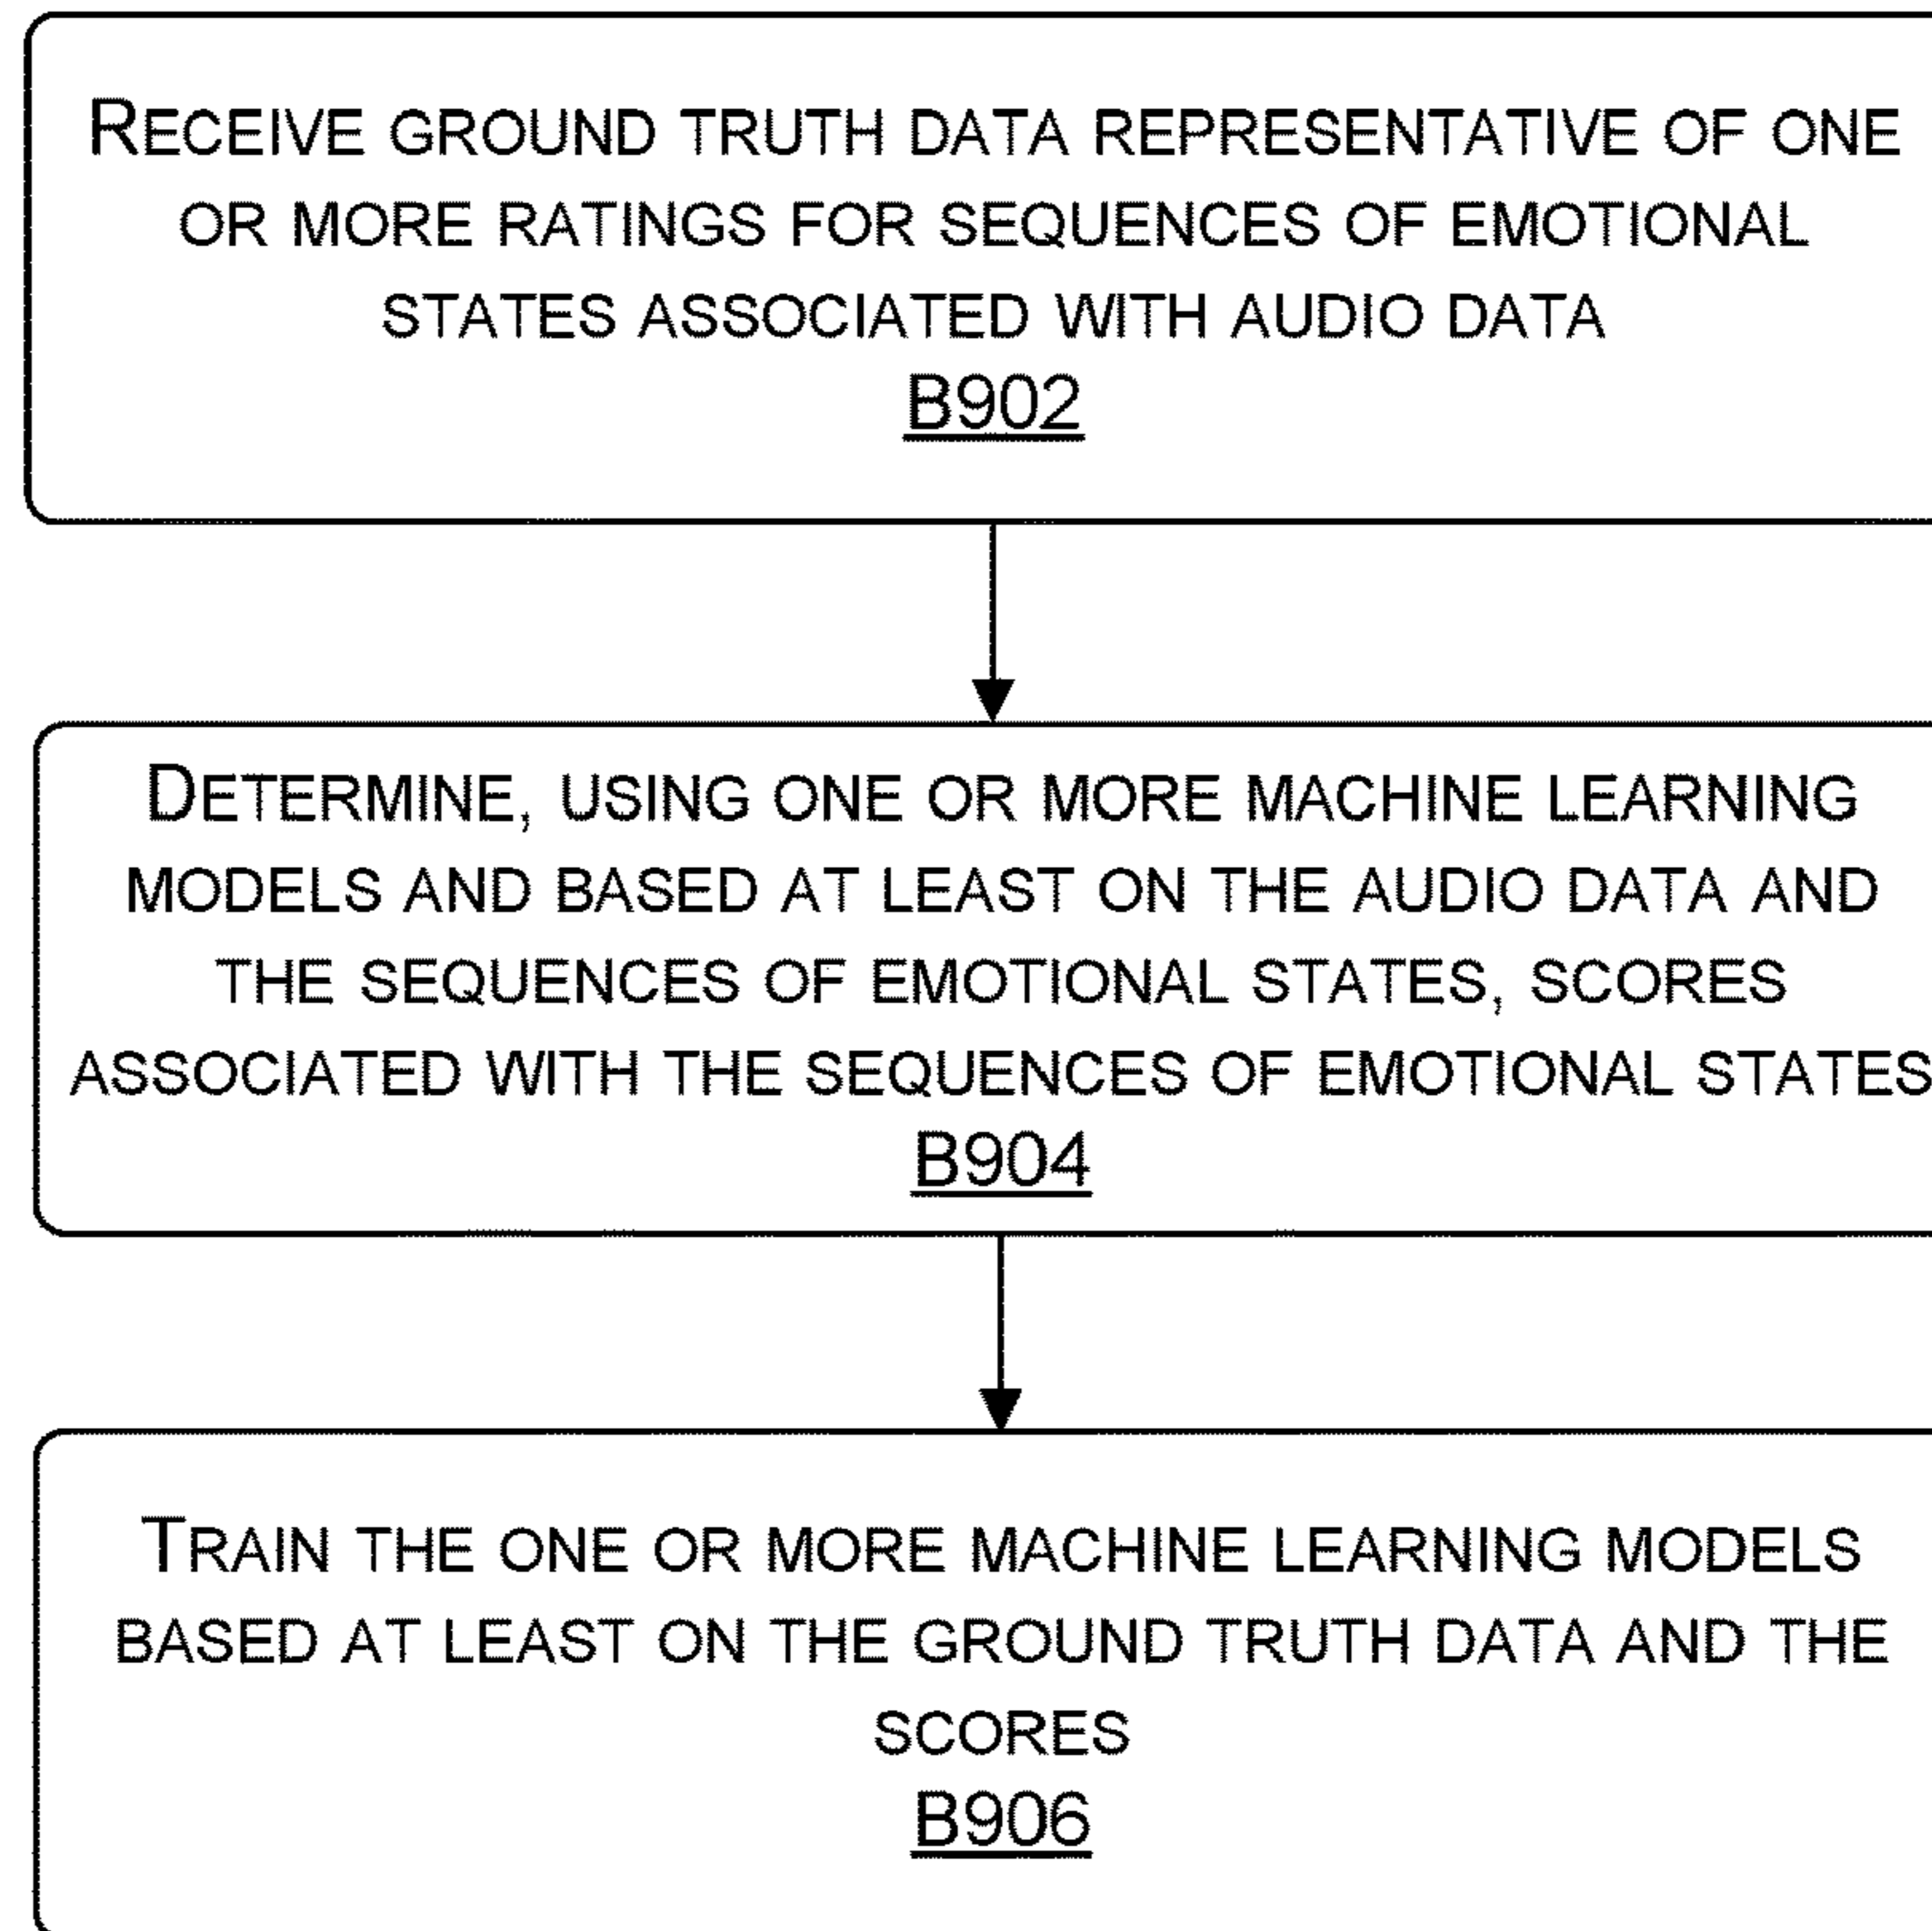 RECEIVE GROUND TRUTH DATA REPRESENTATIVE OF ONE
OR MORE RATINGS FOR SEQUENCES OF EMOTIONAL
STATES ASSOCIATED WITH AUDIO DATA
B902
DETERMINE, USING ONE OR MORE MACHINE LEARNING
MODELS AND BASED AT LEAST ON THE AUDIO DATA AND
THE SEQUENCES OF EMOTIONAL STATES, SCORES
ASSOCIATED WITH THE SEQUENCES OF EMOTIONAL STATES
B904
TRAIN THE ONE OR MORE MACHINE LEARNING MODELS
BASED AT LEAST ON THE GROUND TRUTH DATA AND THE
SCORES
B906